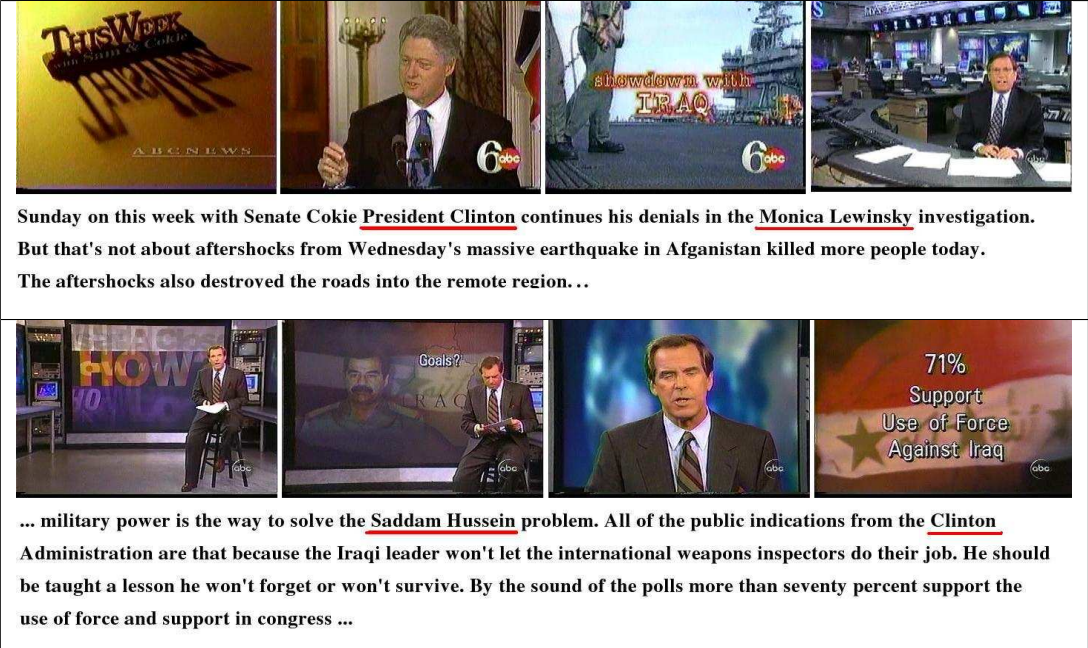 THIS WEEK
with Sam & Cokie
ABCNEWS
6abc
showdown with
IRAQ
6abc
abc
Sunday on this week with Senate Cokie President Clinton continues his denials in the Monica Lewinsky investigation.
But that's not about aftershocks from Wednesday's massive earthquake in Afganistan killed more people today.
The aftershocks also destroyed the roads into the remote region...
HOW
abc
Goals?
IRAQ
abc
abc
71%
Support
Use of Force
Against Iraq
abc
... military power is the way to solve the Saddam Hussein problem. All of the public indications from the Clinton
Administration are that because the Iraqi leader won't let the international weapons inspectors do their job. He should
be taught a lesson he won't forget or won't survive. By the sound of the polls more than seventy percent support the
use of force and support in congress ...